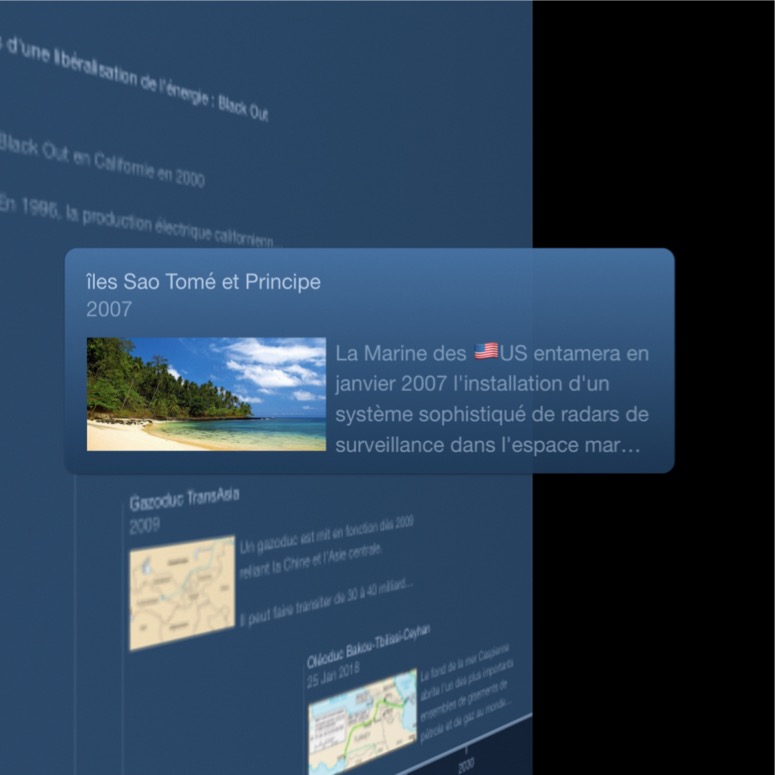 d'une libéralisation de l'énergie : Black Out
Black Out en Californie en 2000
En 1996, la production électrique californienn...
îles Sao Tomé et Principe
2007
La Marine des 🇺🇸US entamera en
janvier 2007 l'installation d'un
système sophistiqué de radars de
surveillance dans l'espace mar…
Gazoduc TransAsia
2009
Un gazoduc est mit en fonction dès 2009
reliant la Chine et l'Asie centrale.
Il peut faire transiter de 30 à 40 milliard...
Oléoduc Bakou-Tbilissi-Ceyhan
25 Jan 2018
Le fond de la mer Caspienne
abrite l'un des plus importants
ensembles de gisements de
pétrole et de gaz au monde...
2030